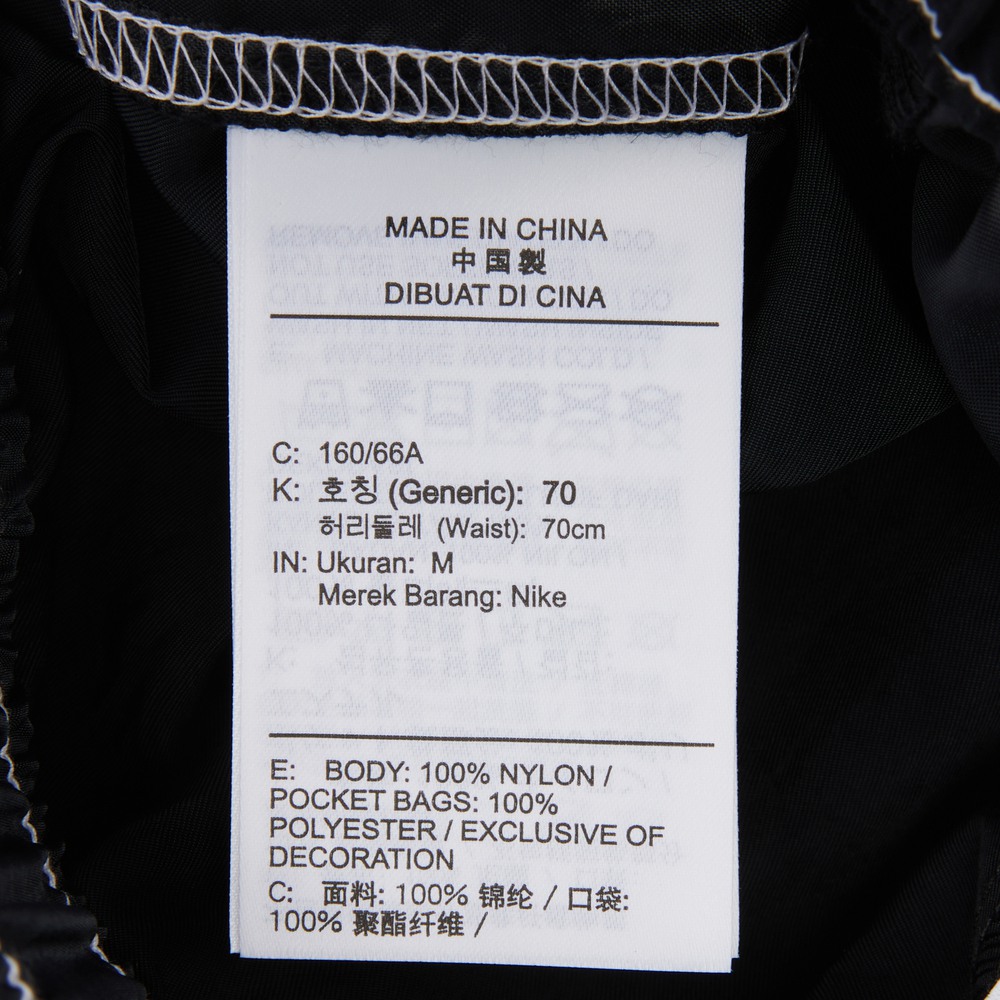 MADE IN CHINA
中国製
DIBUAT DI CINA
C: 160/66A
K: 호칭 (Generic): 70
허리둘레 (Waist): 70cm
IN: Ukuran: M
Merek Barang: Nike
E: BODY: 100% NYLON /
POCKET BAGS: 100%
POLYESTER / EXCLUSIVE OF
DECORATION
C: 面料: 100% 锦纶 / 口袋:
100% 聚酯纤维 /